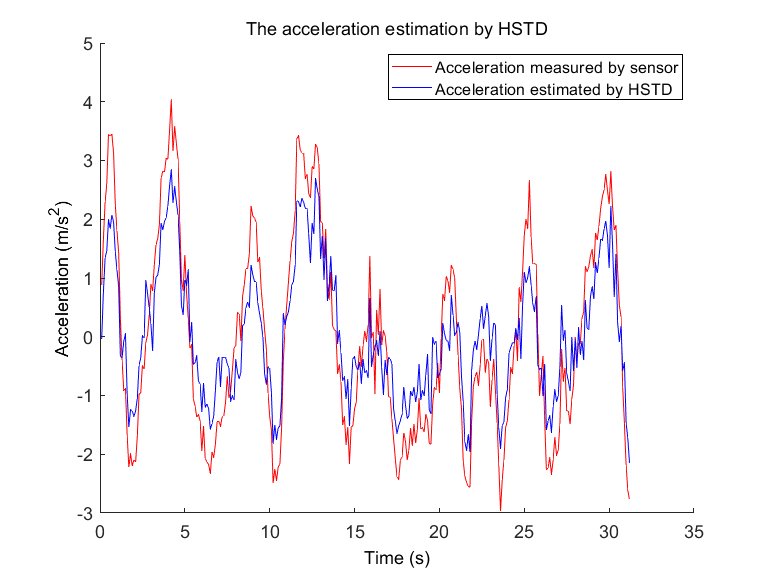 The acceleration estimation by HSTD
Acceleration measured by sensor
Acceleration estimated by HSTD
Acceleration (m/s²)
5
4
3
2
1
0
-1
-2
-3
0 5 10 15 20 25 30 35
Time (s)